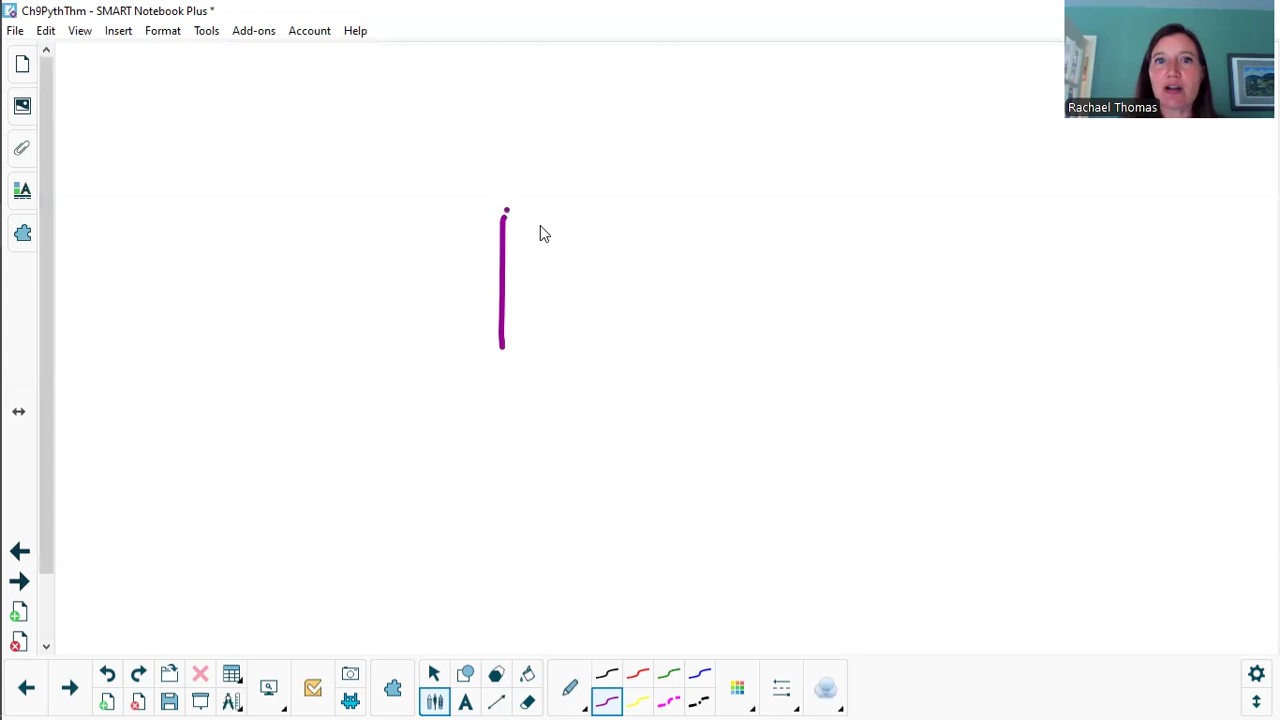 Ch9PythThm - SMART Notebook Plus *
File Edit View Insert Format Tools Add-ons Account Help
Rachael Thomas